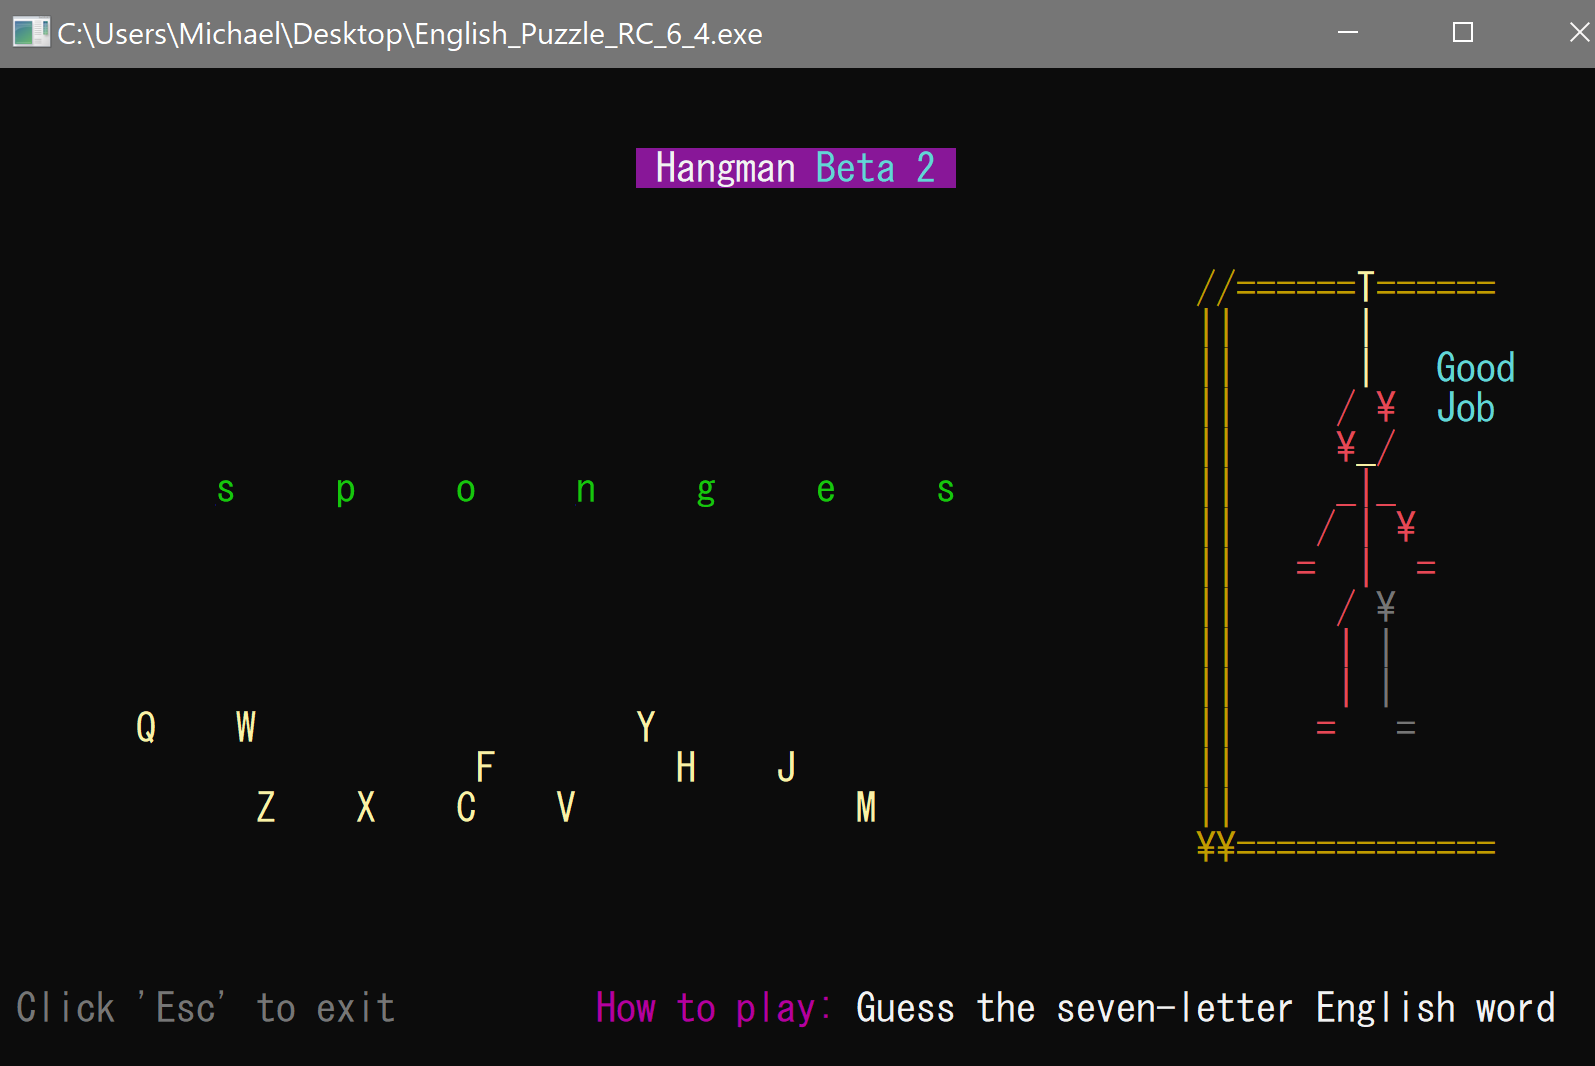 C:\Users\Michael\Desktop\English_Puzzle_RC_6_4.exe
Hangman Beta 2
//======T======
|| |
|| | Good
|| / ¥ Job
|| ¥_/
s p o n g e s
|| _|_
|| / | ¥
|| = | =
|| / ¥
|| | |
|| | |
Q W Y || = =
F H J ||
Z X C V M ||
¥¥=============
Click 'Esc' to exit
How to play: Guess the seven-letter English word